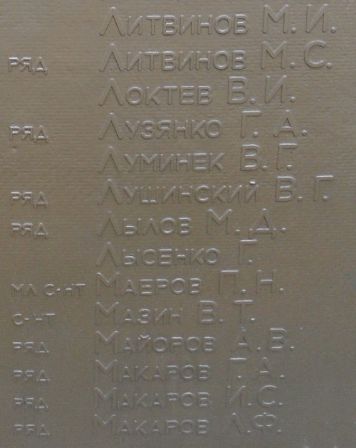 Литвинов М. И.
ряд Литвинов М. С.
Локтев В. И.
ряд Лузянко Г. А.
Луминек В. Г.
ряд Лушинский В. Г.
ряд Лылов М. Д.
Лысенко Г.
мл с-нт Маеров П. Н.
с-нт Мазин В. Т.
ряд Майоров А. В.
ряд. Макаров Г. А.
ряд. Макаров И. С.
ряд. Макаров Л. Ф.